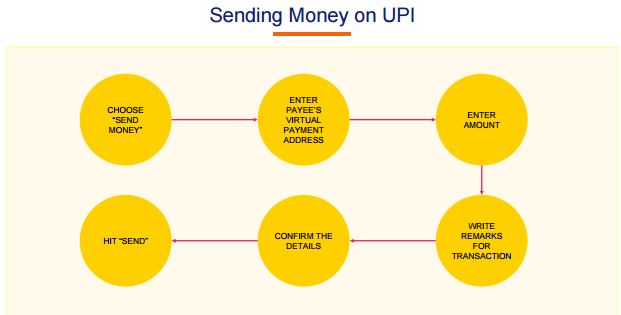 Sending Money on UPI
CHOOSE
“SEND
MONEY”
ENTER
PAYEE’S
VIRTUAL
PAYMENT
ADDRESS
ENTER
AMOUNT
WRITE
REMARKS
FOR
TRANSACTION
CONFIRM THE
DETAILS
HIT “SEND”